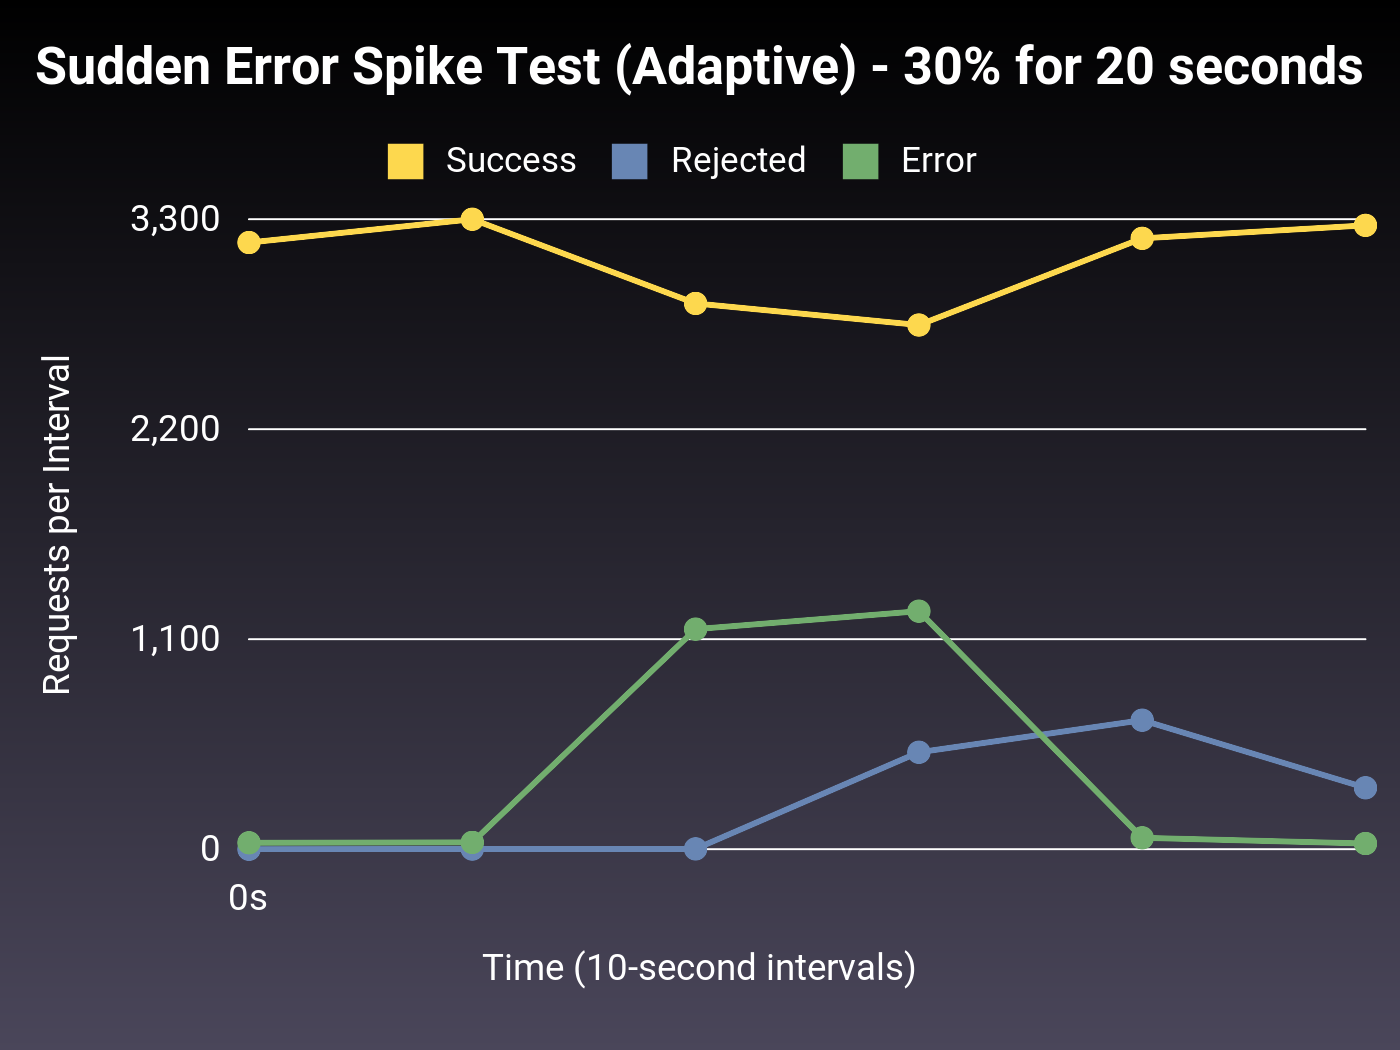 Sudden Error Spike Test (Adaptive) - 30% for 20 seconds
Success Rejected Error
3,300
2,200
1,100
0
Requests per Interval
0s
Time (10-second intervals)